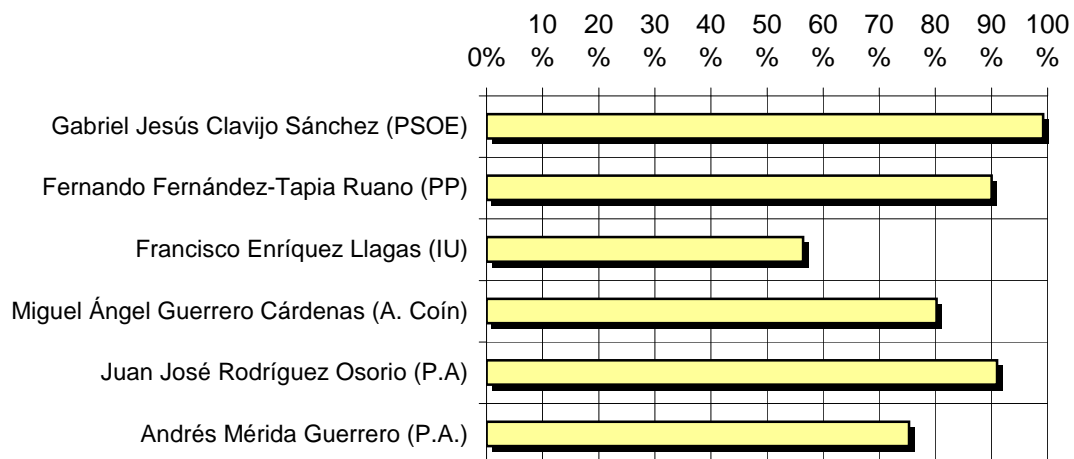 10 20 30 40 50 60 70 80 90 100
0% % % % % % % % % % %
Gabriel Jesús Clavijo Sánchez (PSOE)
Fernando Fernández-Tapia Ruano (PP)
Francisco Enríquez Llagas (IU)
Miguel Ángel Guerrero Cárdenas (A. Coín)
Juan José Rodríguez Osorio (P.A)
Andrés Mérida Guerrero (P.A.)